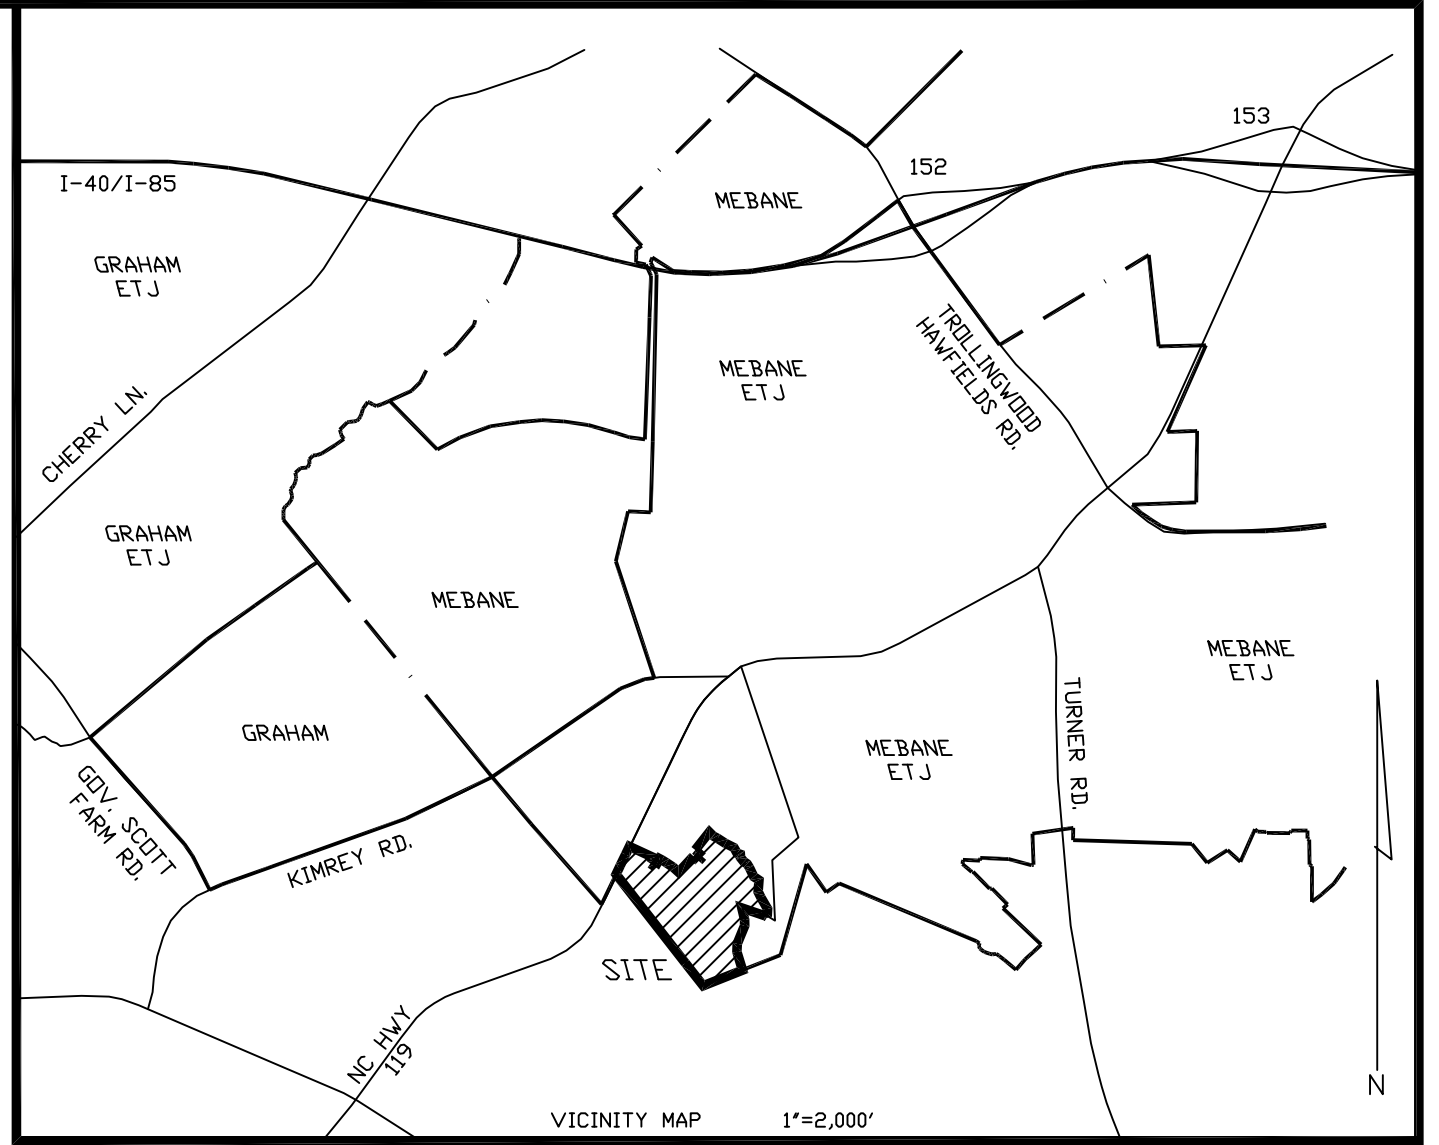 153
152
I-40/I-85
MEBANE
GRAHAM
ETJ
TROLLINGWOOD
HAWFIELDS RD.
MEBANE
ETJ
CHERRY LN.
GRAHAM
ETJ
MEBANE
MEBANE
ETJ
TURNER RD.
GRAHAM
MEBANE
ETJ
GOV. SCOTT
FARM RD.
KIMREY RD.
SITE
NC HWY
119
N
VICINITY MAP 1"=2,000'